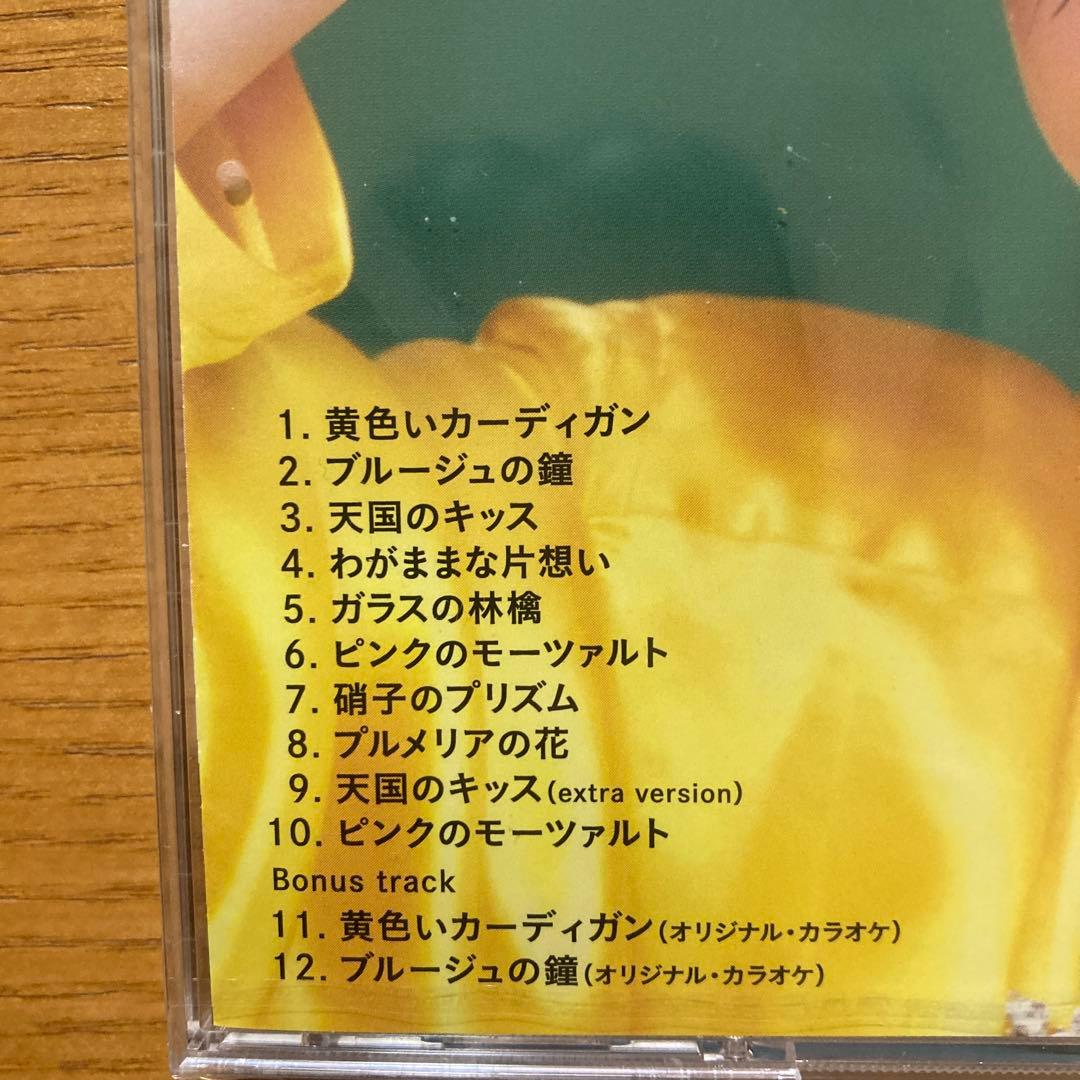 1. 黄色いカーディガン
2. ブルージュの鐘
3. 天国のキッス
4. わがままな片想い
5. ガラスの林檎
6. ピンクのモーツァルト
7. 硝子のプリズム
8. プルメリアの花
9. 天国のキッス(extra version)
10. ピンクのモーツァルト
Bonus track
11. 黄色いカーディガン(オリジナル・カラオケ)
12. ブルージュの鐘(オリジナル・カラオケ)